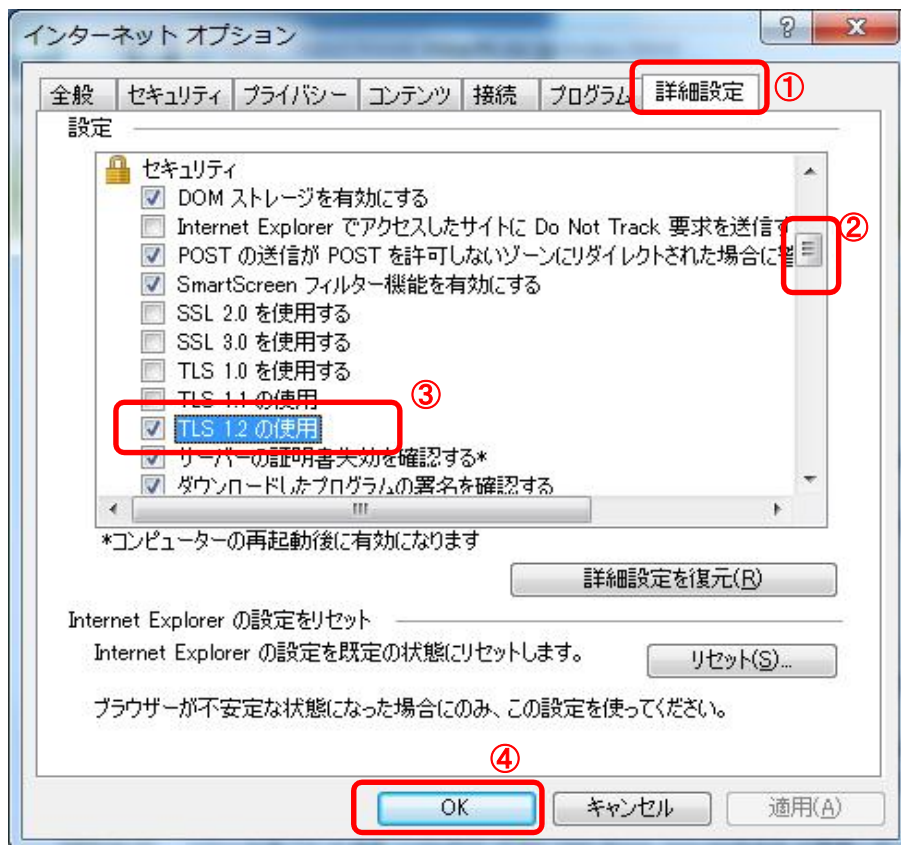 インターネット オプション
全般 セキュリティ プライバシー コンテンツ 接続 プログラム 詳細設定 ①
設定
セキュリティ
DOM ストレージを有効にする
Internet Explorer でアクセスしたサイトに Do Not Track 要求を送信す ②
POST の送信が POST を許可しないゾーンにリダイレクトされた場合に警
SmartScreen フィルター機能を有効にする
SSL 2.0 を使用する
SSL 3.0 を使用する
TLS 1.0 を使用する
TLS 1.1 の使用 ③
TLS 1.2 の使用
サーバーの証明書失効を確認する*
ダウンロードしたプログラムの署名を確認する
*コンピューターの再起動後に有効になります
詳細設定を復元(R)
Internet Explorer の設定をリセット
Internet Explorer の設定を既定の状態にリセットします。 リセット(S)...
ブラウザーが不安定な状態になった場合にのみ、この設定を使ってください。
④
OK キャンセル 適用(A)